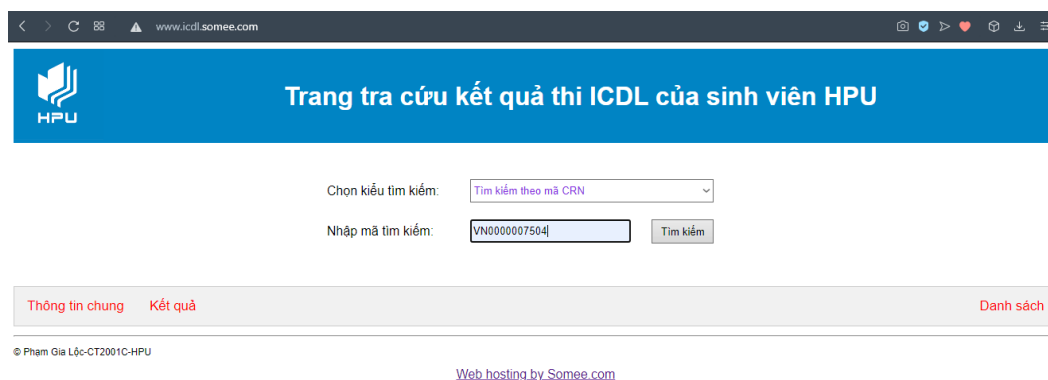 www.icdl.somee.com
HPU
Trang tra cứu kết quả thi ICDL của sinh viên HPU
Chọn kiểu tìm kiếm: Tìm kiếm theo mã CRN
Nhập mã tìm kiếm: VN0000007504 Tìm kiếm
Thông tin chung Kết quả Danh sách
© Phạm Gia Lộc-CT2001C-HPU
Web hosting by Somee.com